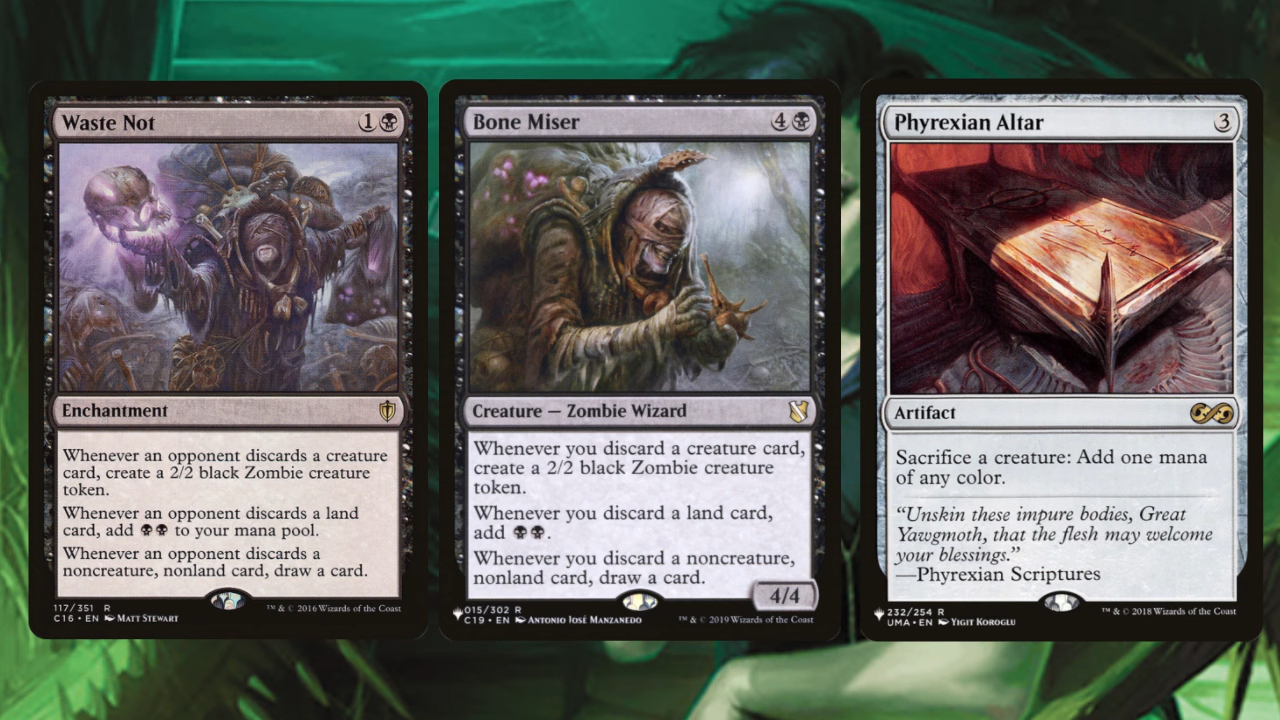 Waste Not 1
Enchantment
Whenever an opponent discards a creature
card, create a 2/2 black Zombie creature
token.
Whenever an opponent discards a land
card, add to your mana pool.
Whenever an opponent discards a
noncreature, nonland card, draw a card.
117/351 R
C16 • EN MATT STEWART
™ & © 2016 Wizards of the Coast
Bone Miser 4
Creature — Zombie Wizard
Whenever you discard a creature card,
create a 2/2 black Zombie creature
token.
Whenever you discard a land card,
add .
Whenever you discard a noncreature,
nonland card, draw a card.
4/4
015/302 R
C19 • EN ANTONIO JOSÉ MANZANEDO
™ & © 2019 Wizards of the Coast
Phyrexian Altar 3
Artifact
Sacrifice a creature: Add one mana
of any color.
“Unskin these impure bodies, Great
Yawgmoth, that the flesh may welcome
your blessings.”
—Phyrexian Scriptures
232/254 R
UMA • EN YIGIT KOROGLU
™ & © 2018 Wizards of the Coast